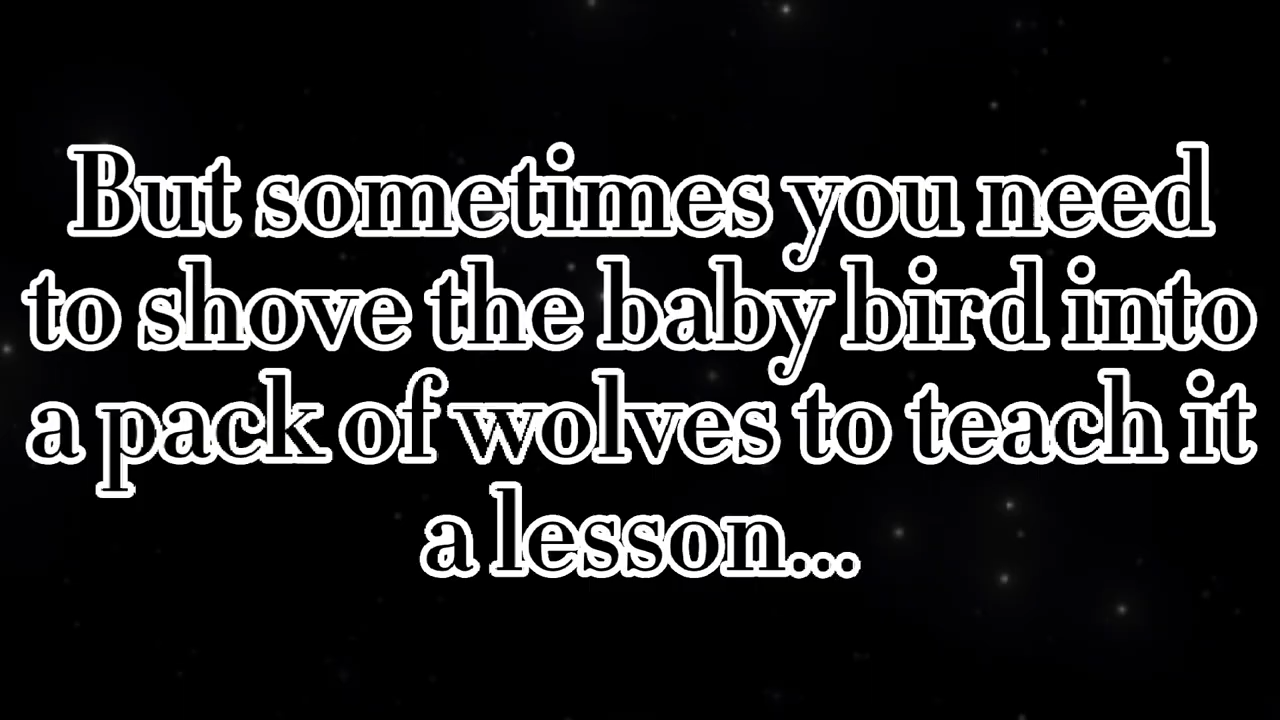 But sometimes you need
to shove the baby bird into
a pack of wolves to teach it
a lesson...